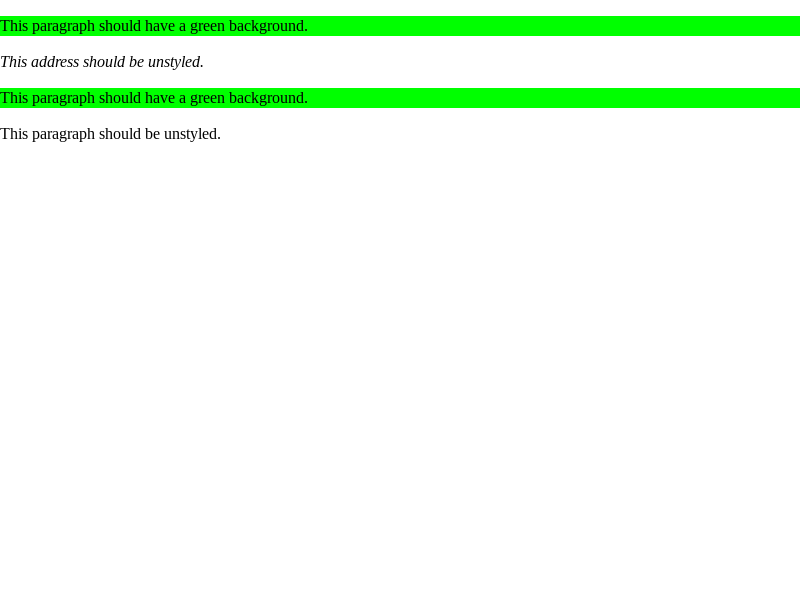 This paragraph should have a green background.
This address should be unstyled.
This paragraph should have a green background.
This paragraph should be unstyled.